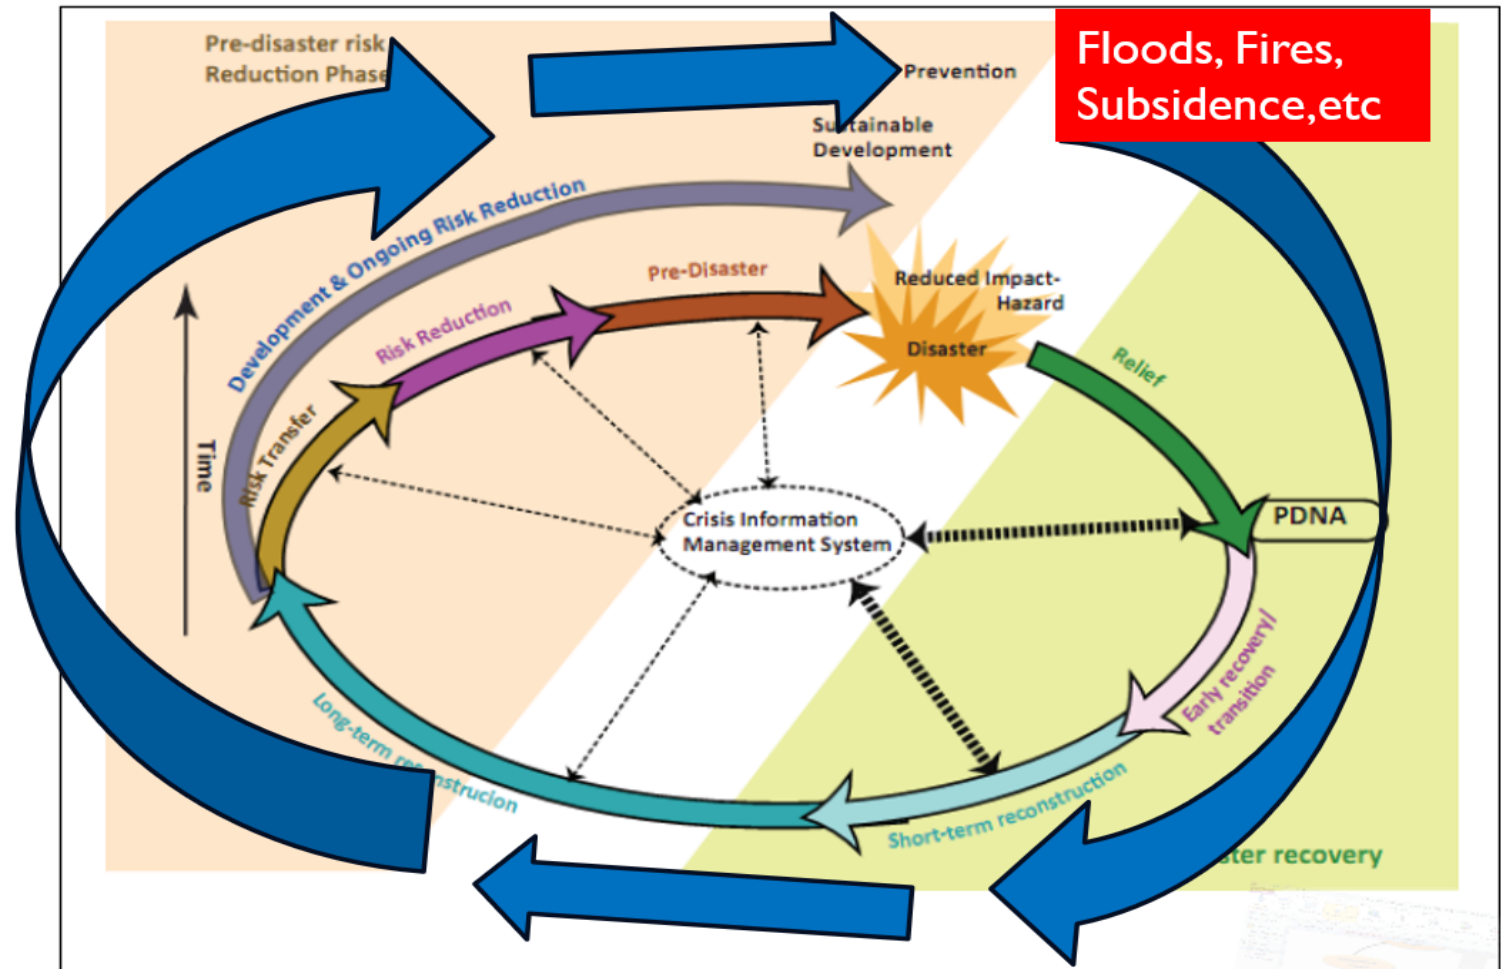 Pre-disaster risk
Reduction Phase
Floods, Fires,
Subsidence,etc
Prevention
Sustainable
Development
Development & Ongoing Risk Reduction
Pre-Disaster
Risk Reduction
Reduced Impact-
Hazard
Disaster
Relief
Risk Transfer
Time
Crisis Information
Management System
PDNA
Early recovery/
transition
Long-term reconstrucion
Short-term reconstruction
recovery